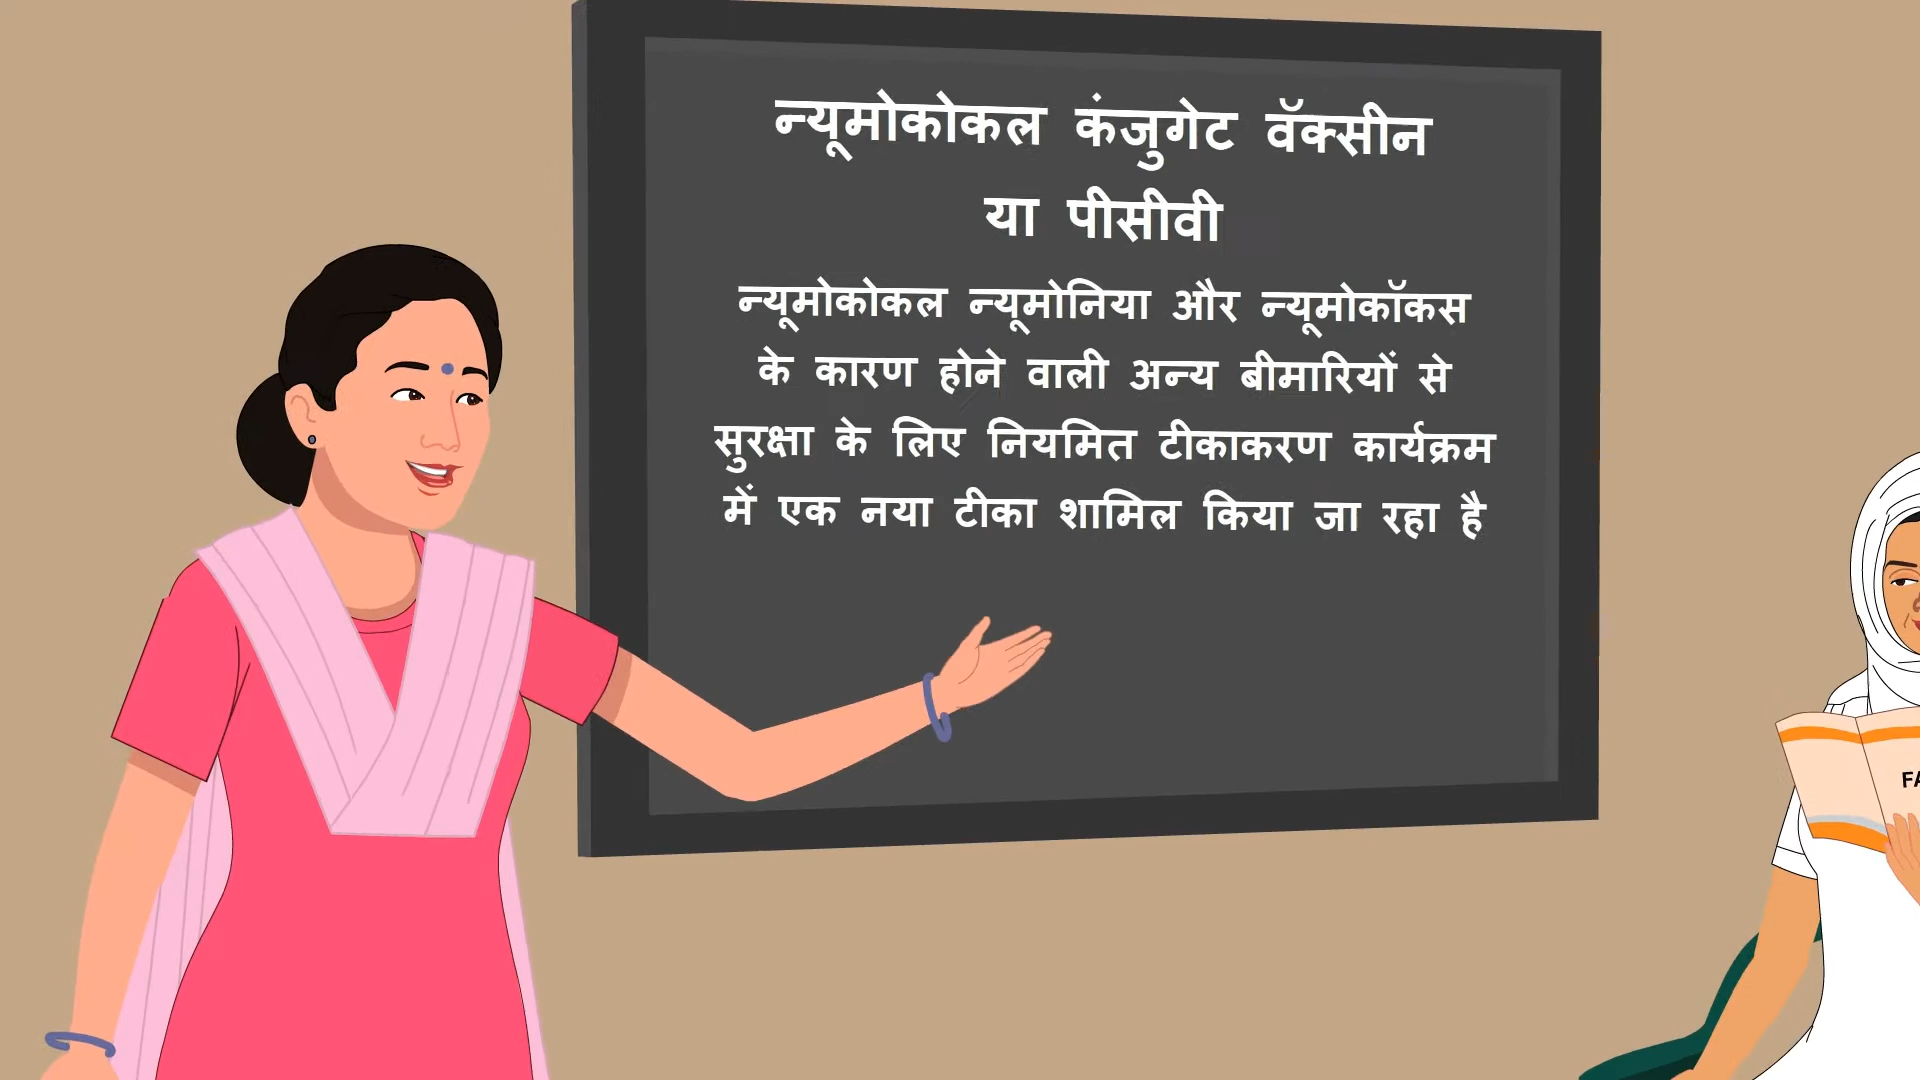 न्यूमोकोकल कंजुगेट वॅक्सीन
या पीसीवी
न्यूमोकोकल न्यूमोनिया और न्यूमोकॉकस
के कारण होने वाली अन्य बीमारियों से
सुरक्षा के लिए नियमित टीकाकरण कार्यक्रम
में एक नया टीका शामिल किया जा रहा है